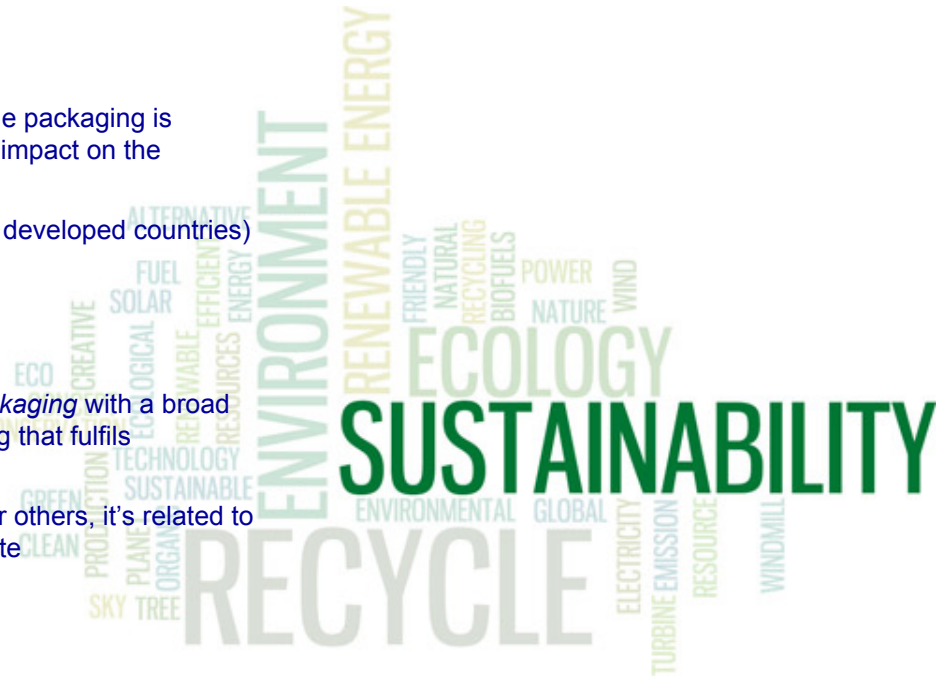 e packaging is
impact on the
developed countries)
kaging with a broad
g that fulfils
r others, it's related to
te
RENEWABLE ENERGY
ENVIRONMENT
ALTERNATIVE
FUEL
SOLAR
EFFICIENT
ENERGY
CREATIVE
ECO
ECOLOGICAL
RENEWABLE
RESOURCES
TECHNOLOGY
SUSTAINABLE
GREEN
CLEAN
PRODUCTION
PLANET
ORGANIC
SKY
TREE
FRIENDLY
NATURAL
RECYCLING
BIOFUELS
POWER
NATURE
WIND
ECOLOGY
SUSTAINABILITY
ENVIRONMENTAL
GLOBAL
RECYCLE
ELECTRICITY
TURBINE
EMISSION
RESOURCE
WINDMILL